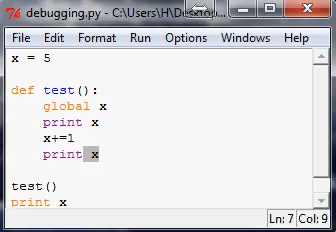 debugging.py - C:\Users\H\Desktop...
File Edit Format Run Options Windows Help
x = 5
def test():
    global x
    print x
    x+=1
    print x
test()
print x
Ln: 7 Col: 9